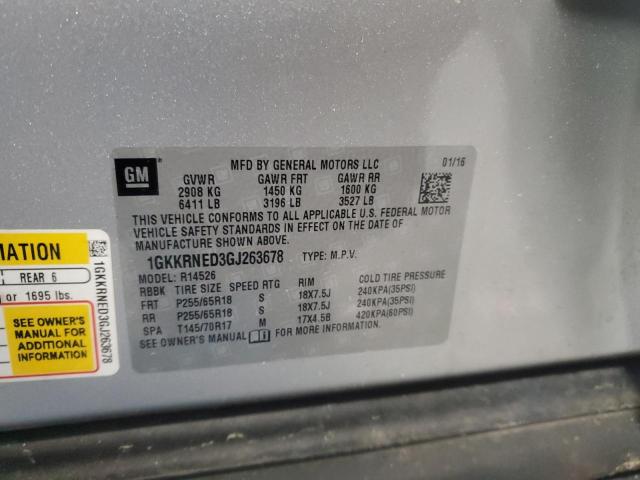 GM
MFD BY GENERAL MOTORS LLC 01/16
GVWR GAWR FRT GAWR RR
2908 KG 1450 KG 1600 KG
6411 LB 3196 LB 3527 LB
THIS VEHICLE CONFORMS TO ALL APPLICABLE U.S. FEDERAL MOTOR
VEHICLE SAFETY STANDARDS IN EFFECT ON THE DATE OF
MANUFACTURE SHOWN ABOVE.
1GKKRNED3GJ263678 TYPE: M.P.V.
MODEL: R14526
RBBK TIRE SIZE SPEED RTG RIM COLD TIRE PRESSURE
FRT P255/65R18 S 18X7.5J 240KPA(35PSI)
RR P255/65R18 S 18X7.5J 240KPA(35PSI)
SPA T145/70R17 M 17X4.5B 420KPA(60PSI)
SEE OWNER'S MANUAL FOR MORE INFORMATION
MATION
REAR 6
or 1695 lbs.
SEE OWNER'S
MANUAL FOR
ADDITIONAL
INFORMATION
1GKKRNED3GJ263678